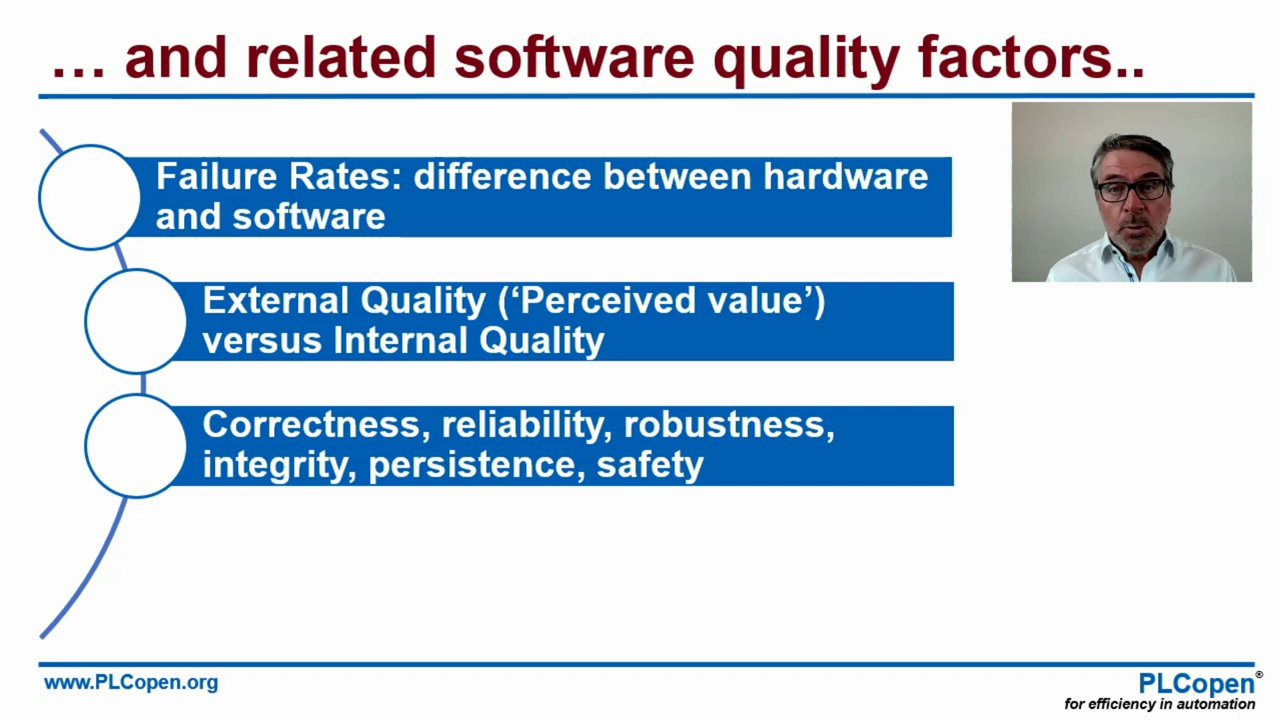 … and related software quality factors..
Failure Rates: difference between hardware
and software
External Quality (‘Perceived value’)
versus Internal Quality
Correctness, reliability, robustness,
integrity, persistence, safety
www.PLCopen.org
PLCopen®
for efficiency in automation